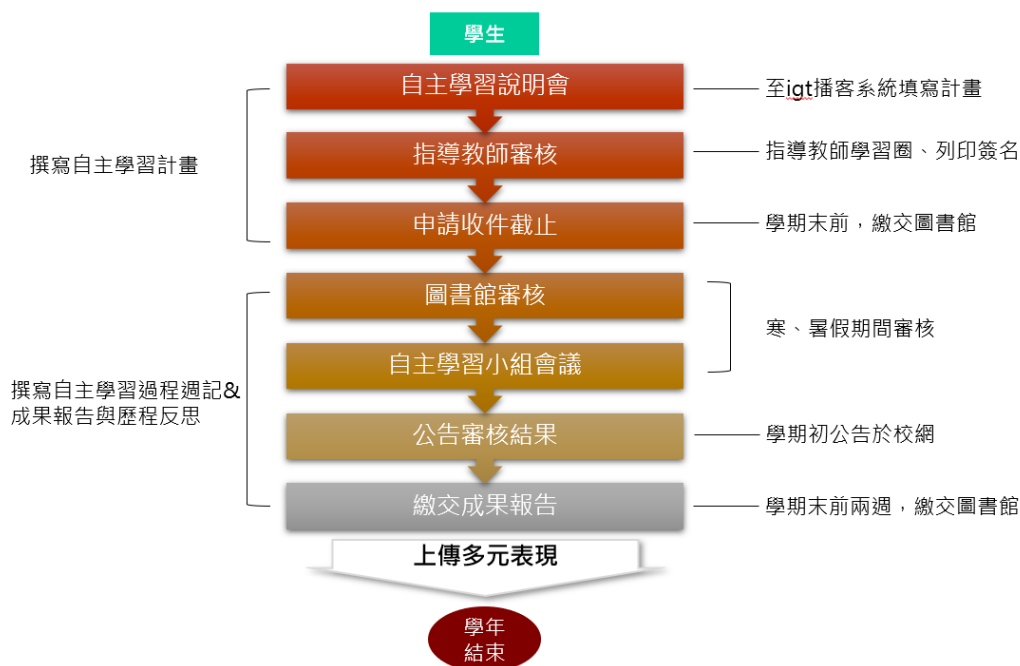 學生
自主學習說明會
至igt播客系統填寫計畫
撰寫自主學習計畫
指導教師審核
指導教師學習圈、列印簽名
申請收件截止
學期末前，繳交圖書館
圖書館審核
寒、暑假期間審核
自主學習小組會議
撰寫自主學習過程週記&
成果報告與歷程反思
公告審核結果
學期初公告於校網
繳交成果報告
學期末前兩週，繳交圖書館
上傳多元表現
學年
結束